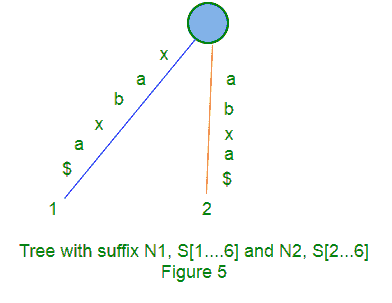 x
a
b
x
a
$
a
b
x
a
$
1
2
Tree with suffix N1, S[1....6] and N2, S[2...6]
Figure 5